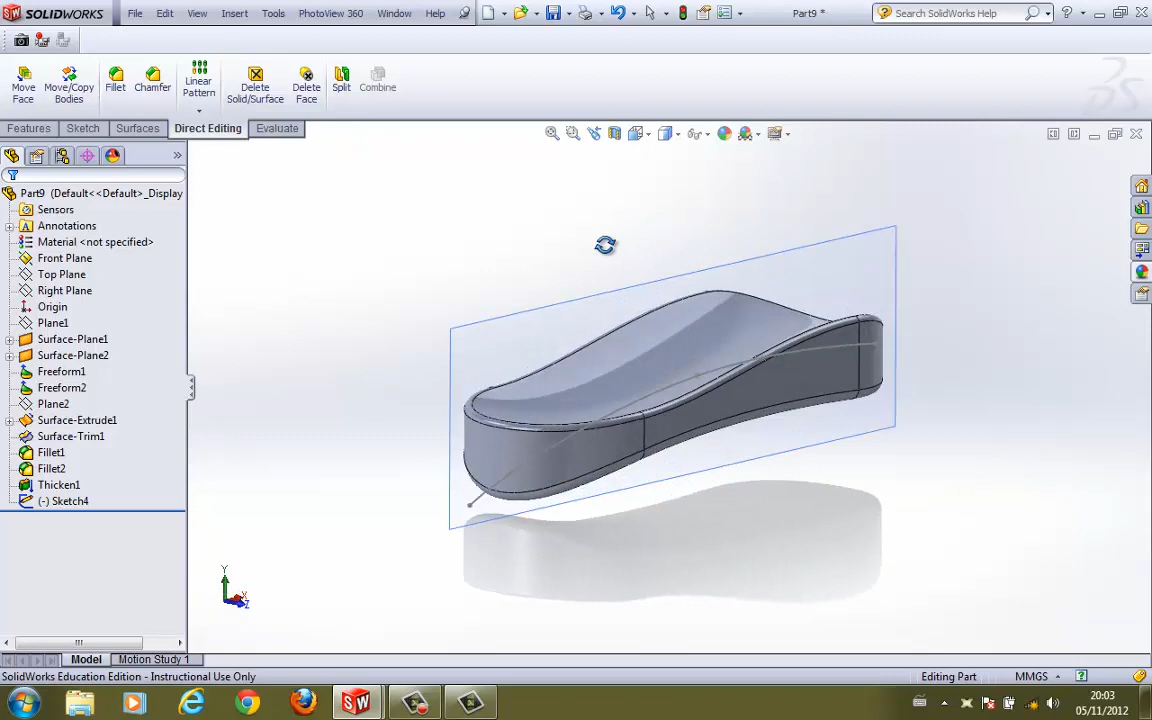 SOLIDWORKS File Edit View Insert Tools PhotoView 360 Window Help Part9 * Search SolidWorks Help
Move Face Move/Copy Bodies Fillet Chamfer Linear Pattern Delete Solid/Surface Delete Face Split Combine
Features Sketch Surfaces Direct Editing Evaluate
Part9 (Default<<Default>_Display
Sensors
Annotations
Material <not specified>
Front Plane
Top Plane
Right Plane
Origin
Plane1
Surface-Plane1
Surface-Plane2
Freeform1
Freeform2
Plane2
Surface-Extrude1
Surface-Trim1
Fillet1
Fillet2
Thicken1
(-) Sketch4
Y
X
Z
Model Motion Study 1
SolidWorks Education Edition - Instructional Use Only Editing Part MMGS
20:03
05/11/2012